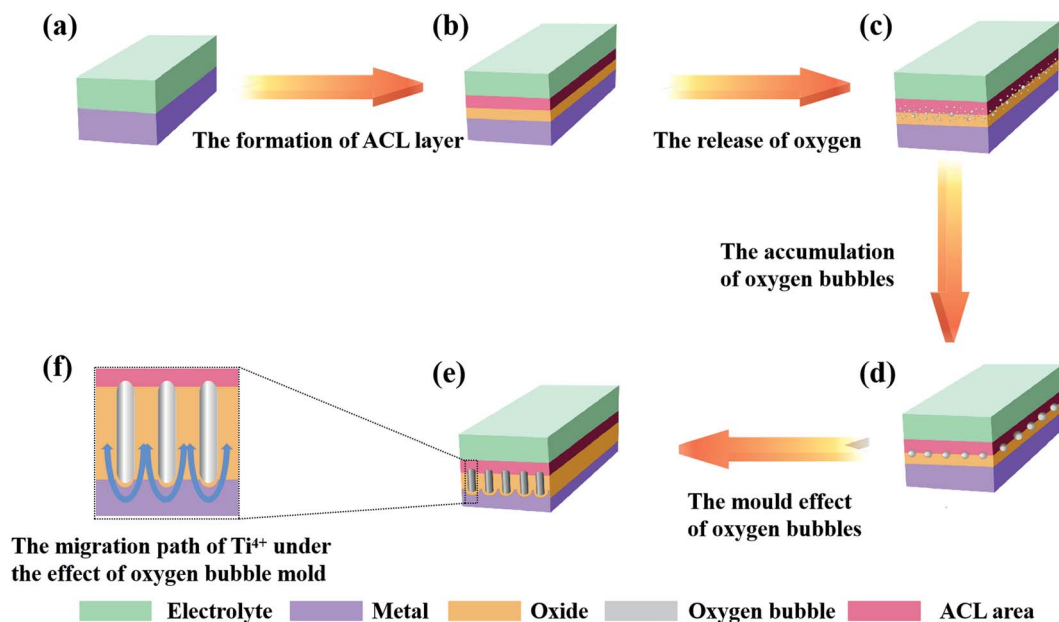 (a)
(b)
(c)
The formation of ACL layer
The release of oxygen
The accumulation
of oxygen bubbles
(f)
(e)
(d)
The mould effect
of oxygen bubbles
The migration path of Ti⁴⁺ under
the effect of oxygen bubble mold
Electrolyte
Metal
Oxide
Oxygen bubble
ACL area